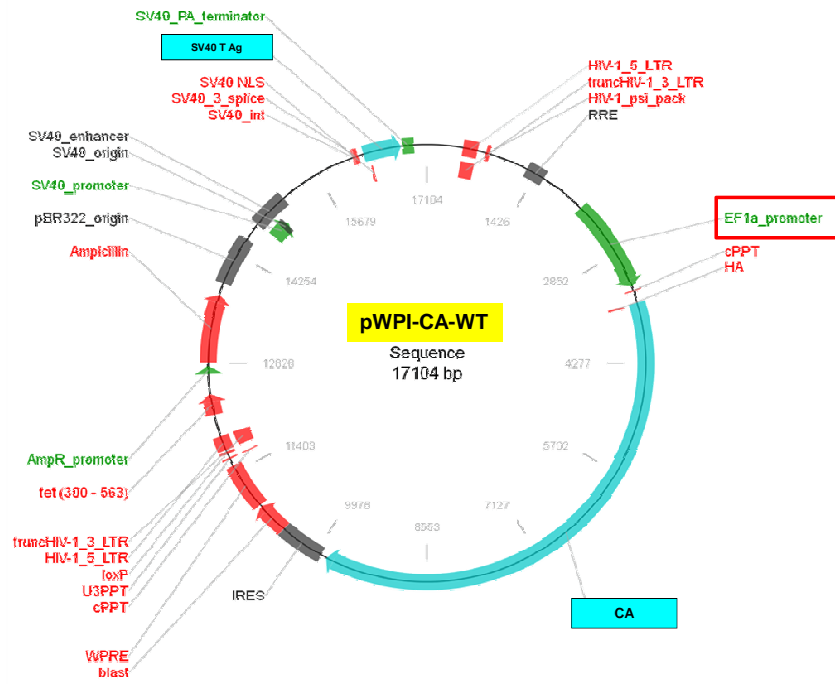 SV40_PA_terminator
SV40 T Ag
SV40 NLS
SV40_3_splice
SV40_int
HIV-1_5_LTR
truncHIV-1_3_LTR
HIV-1_psi_pack
RRE
SV40_enhancer
SV40_origin
SV40_promoter
pBR322_origin
Ampicillin
EF1a_promoter
cPPT
HA
17104
1426
2852
4277
5702
7127
8553
9978
11403
12828
14254
15679
pWPI-CA-WT
Sequence
17104 bp
AmpR_promoter
tet (380 - 563)
truncHIV-1_3_LTR
HIV-1_5_LTR
loxP
U3PPT
cPPT
IRES
WPRE
blast
CA